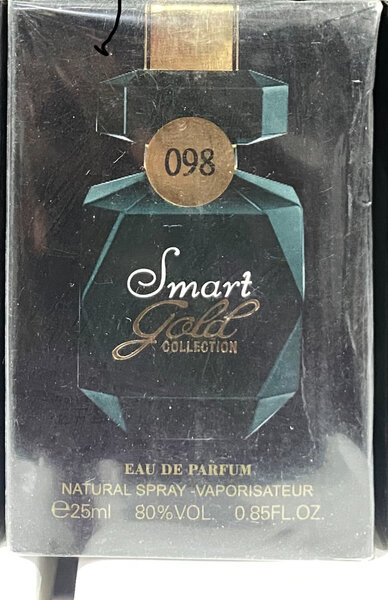 098
Smart
Gold
COLLECTION
EAU DE PARFUM
NATURAL SPRAY -VAPORISATEUR
℮25ml 80%VOL. 0.85FL.OZ.